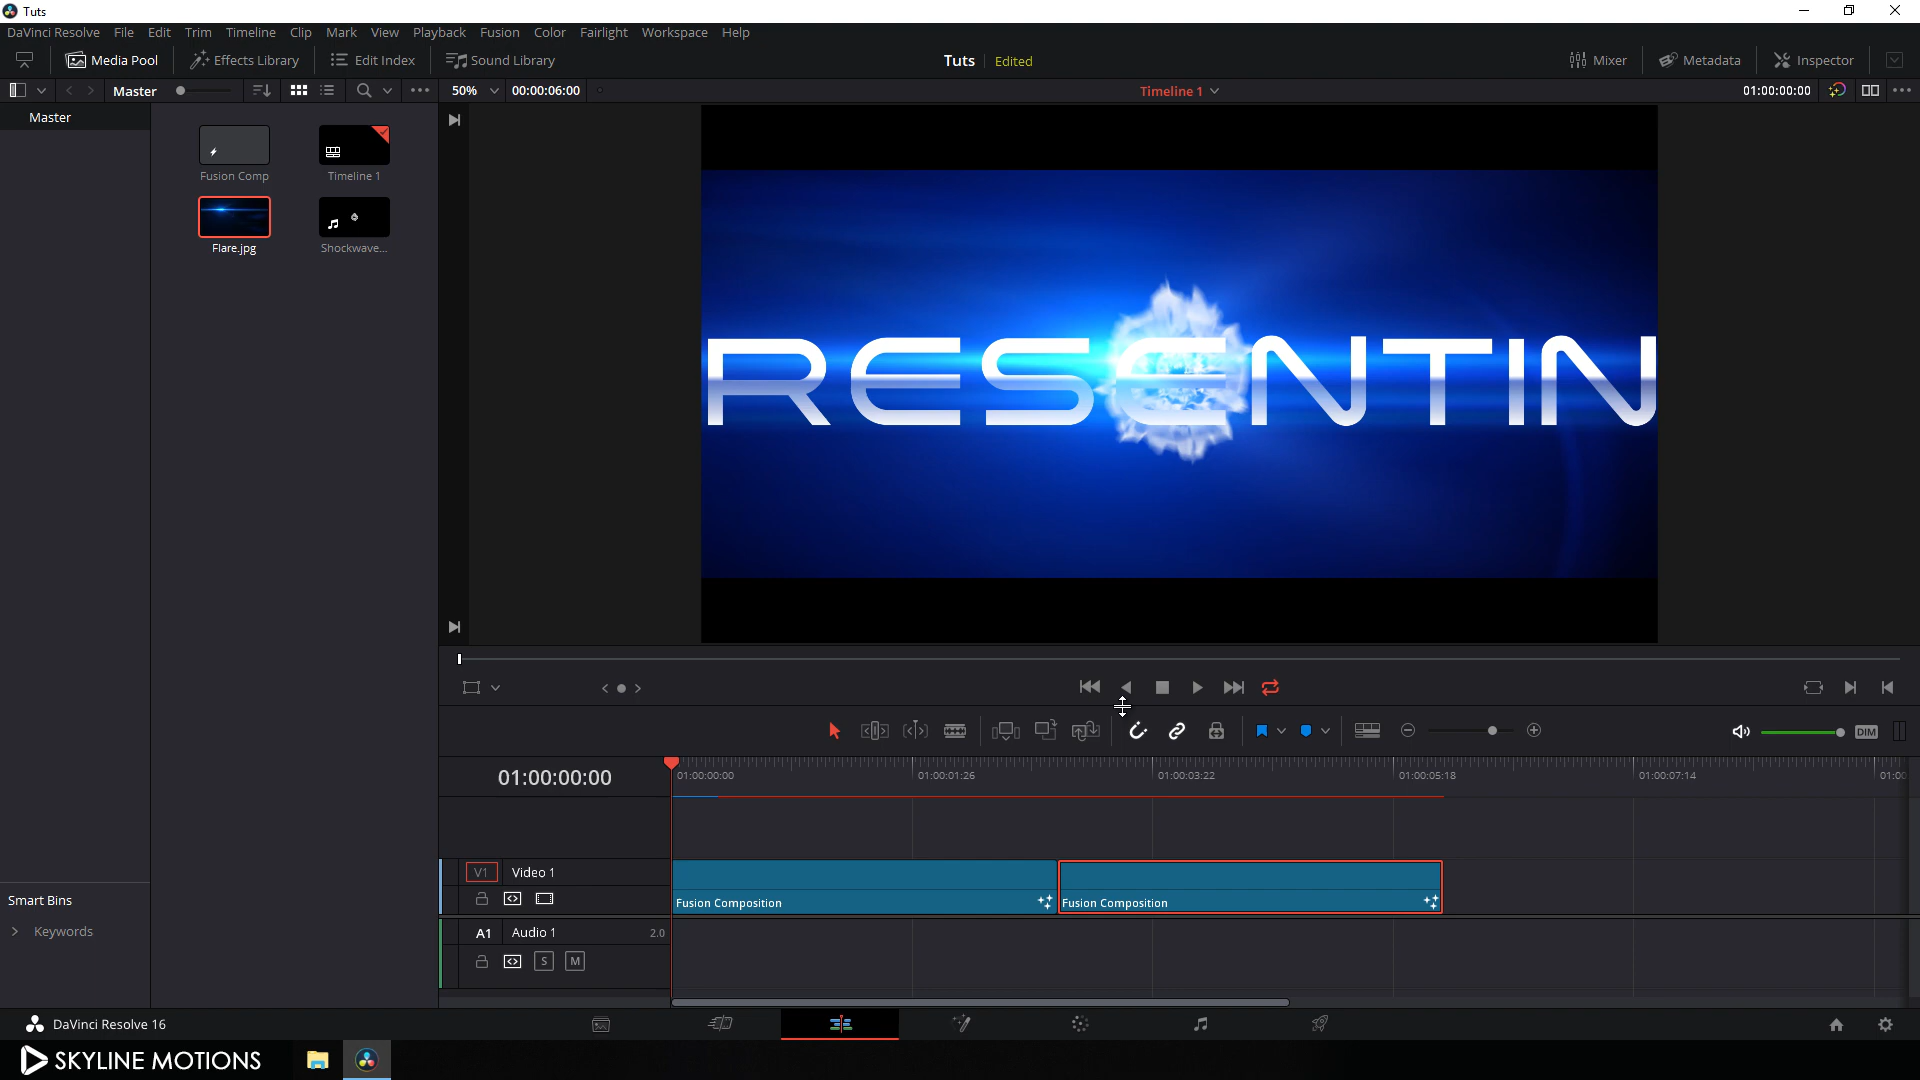 Tuts
DaVinci Resolve File Edit Trim Timeline Clip Mark View Playback Fusion Color Fairlight Workspace Help
Media Pool Effects Library Edit Index Sound Library Tuts Edited Mixer Metadata Inspector
Master 50% 00:00:06:00 Timeline 1 01:00:00:00
Master
Fusion Comp Timeline 1
Flare.jpg Shockwave...
RESENTIN
DIM
01:00:00:00 01:00:00:00 01:00:01:26 01:00:03:22 01:00:05:18 01:00:07:14 01:00
V1 Video 1
Fusion Composition Fusion Composition
Smart Bins
Keywords
A1 Audio 1 2.0
S M
DaVinci Resolve 16
SKYLINE MOTIONS